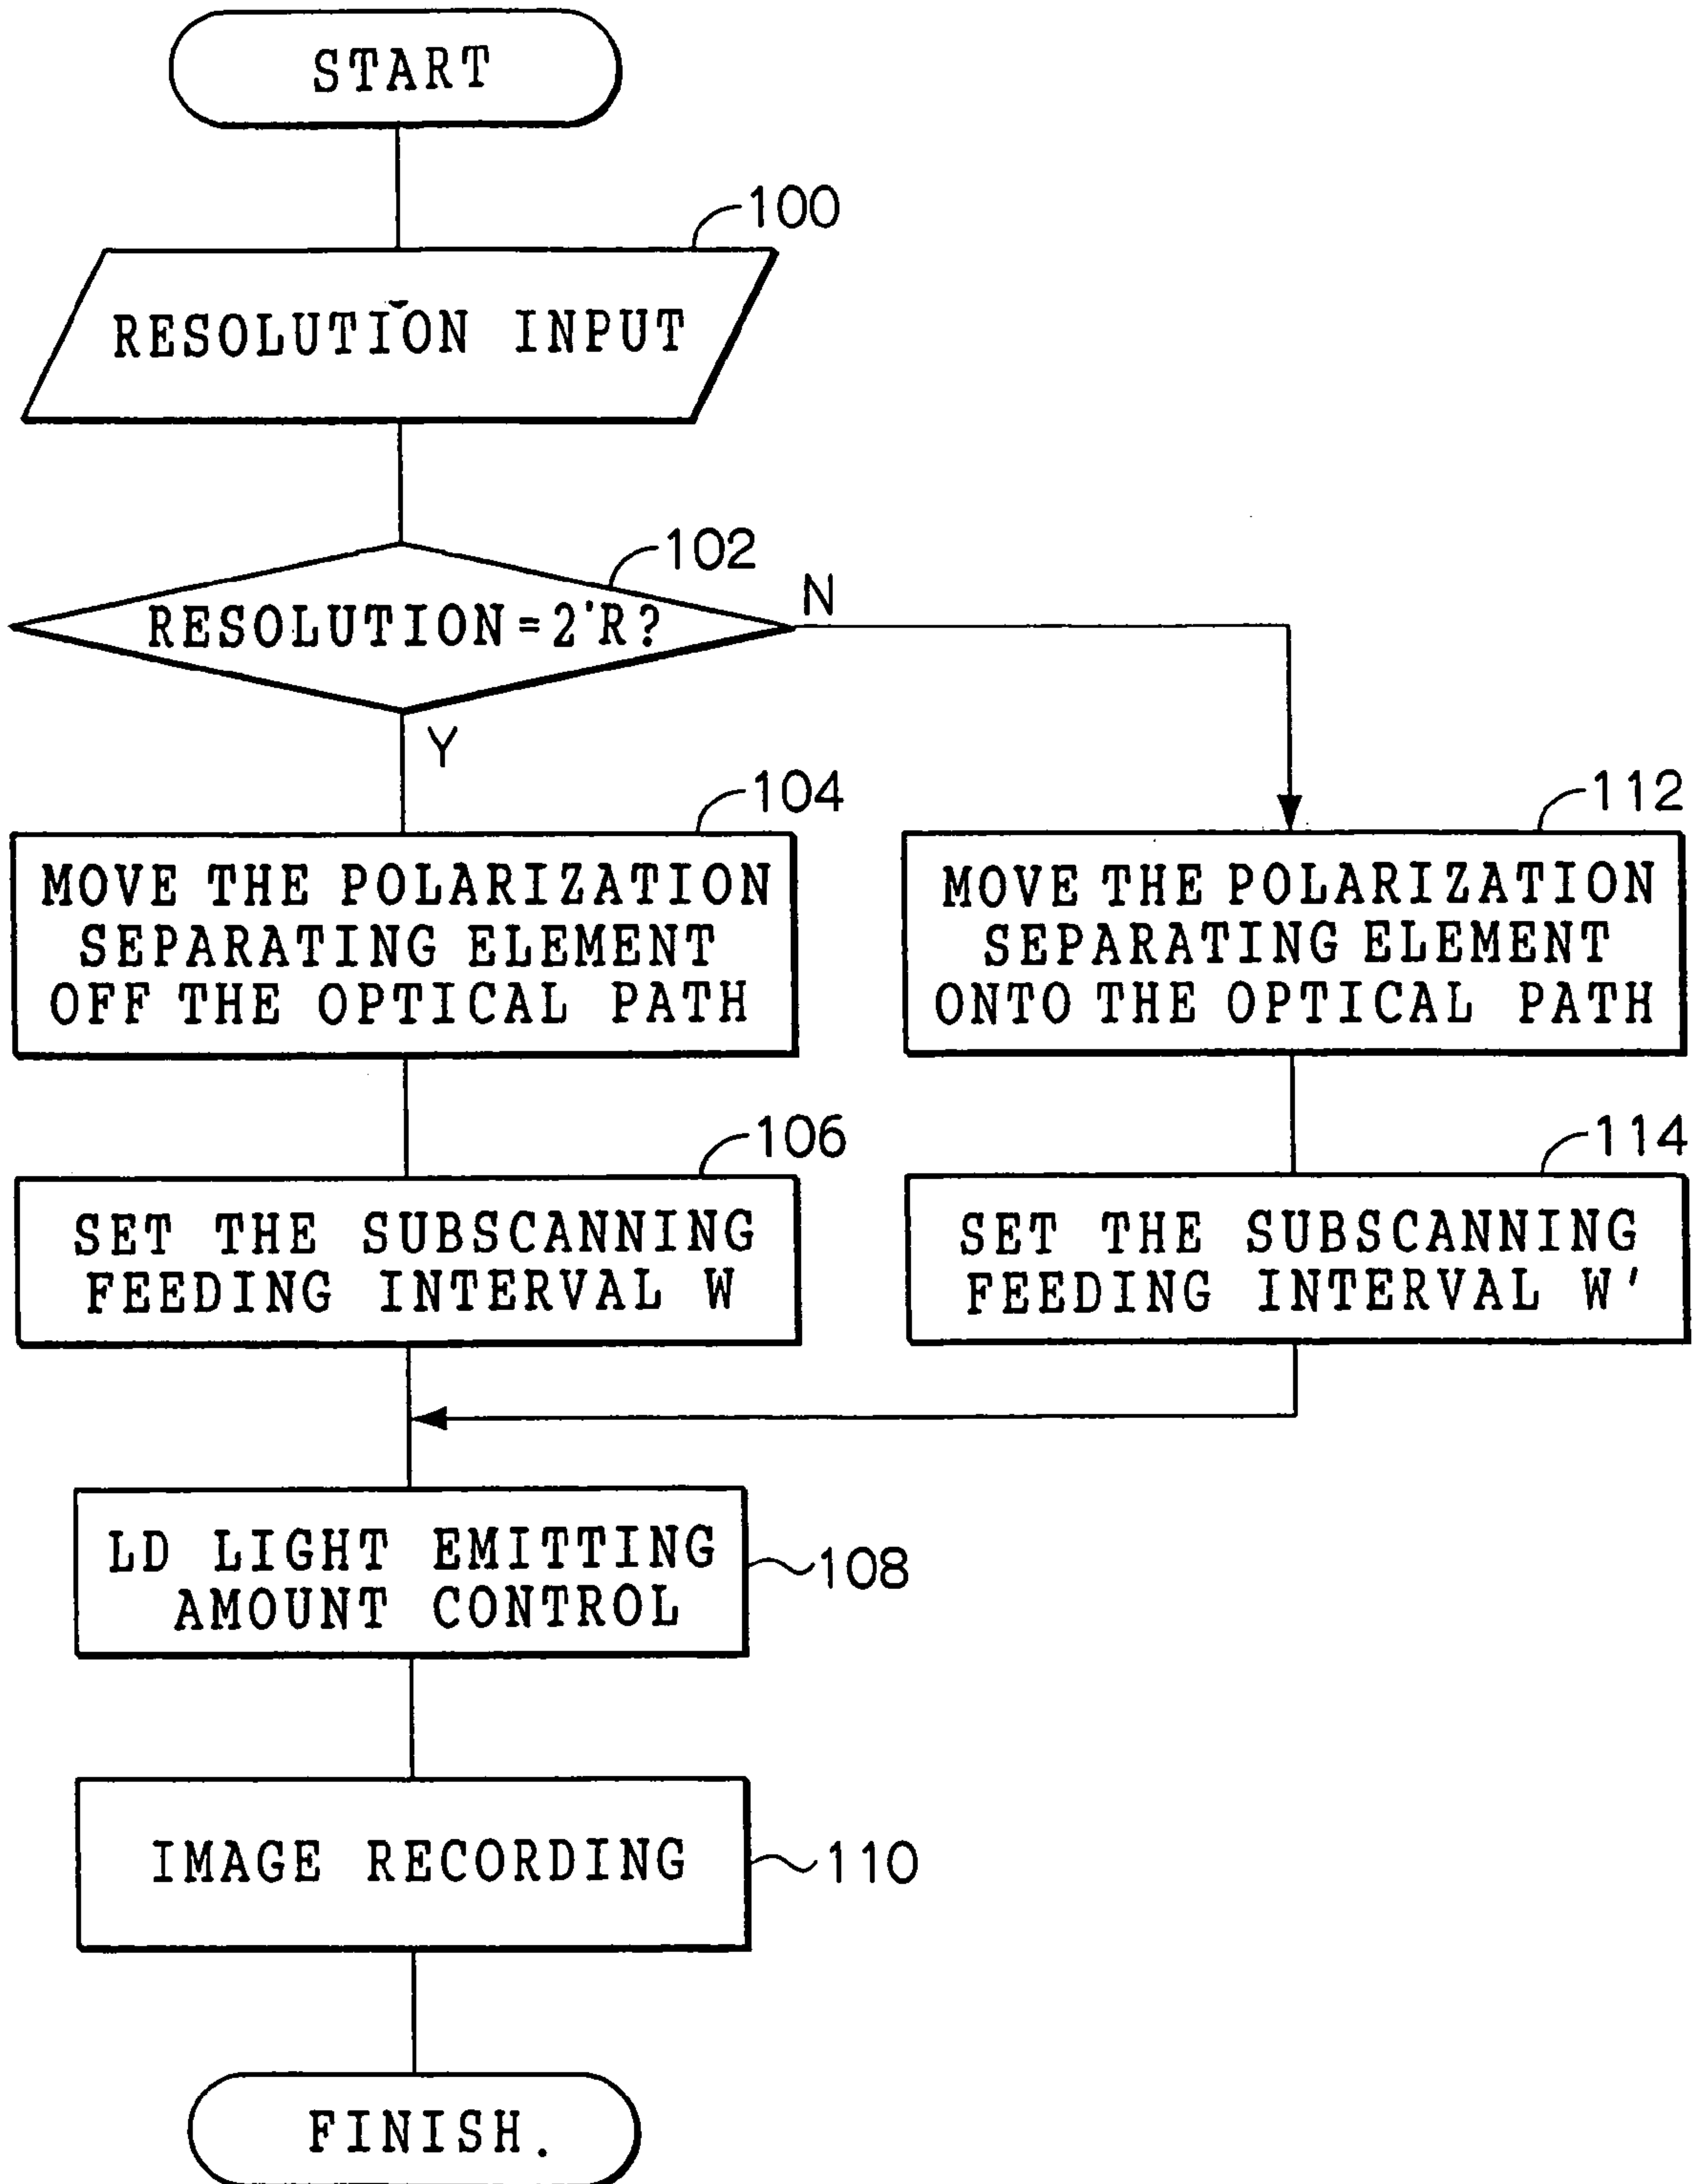 START
100
RESOLUTION INPUT
102
RESOLUTION=2'R?
N
Y
104
MOVE THE POLARIZATION
SEPARATING ELEMENT
OFF THE OPTICAL PATH
112
MOVE THE POLARIZATION
SEPARATING ELEMENT
ONTO THE OPTICAL PATH
106
SET THE SUBSCANNING
FEEDING INTERVAL W
114
SET THE SUBSCANNING
FEEDING INTERVAL W'
LD LIGHT EMITTING
AMOUNT CONTROL
108
IMAGE RECORDING
110
FINISH.